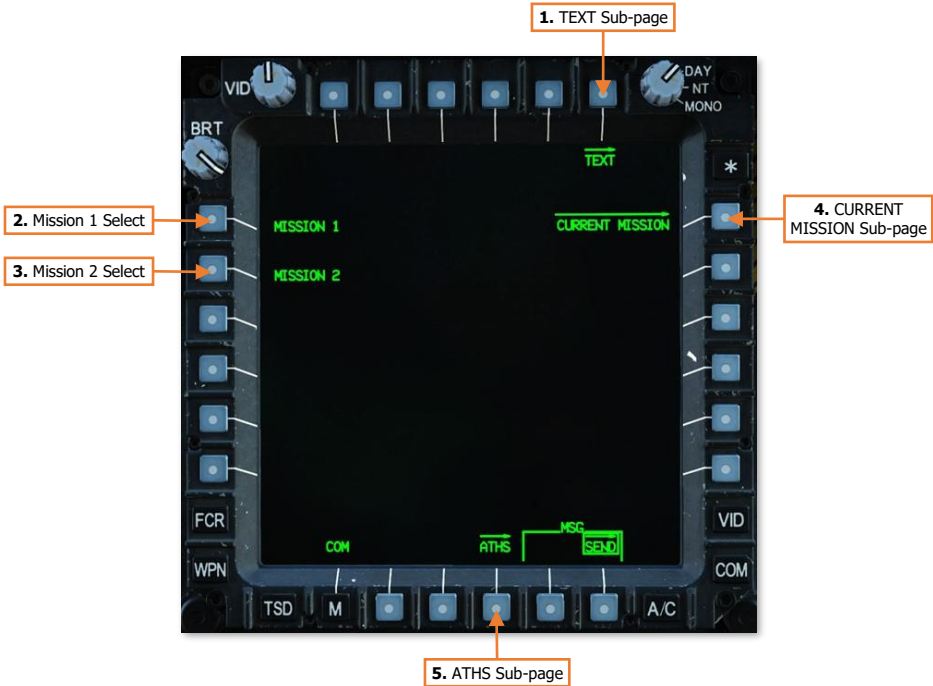 1. TEXT Sub-page
VID
DAY
NT
MONO
BRT
TEXT
*
2. Mission 1 Select
MISSION 1
CURRENT MISSION
4. CURRENT
MISSION Sub-page
3. Mission 2 Select
MISSION 2
FCR
VID
MSG
COM
ATHS
SEND
WPN
COM
TSD
M
A/C
5. ATHS Sub-page